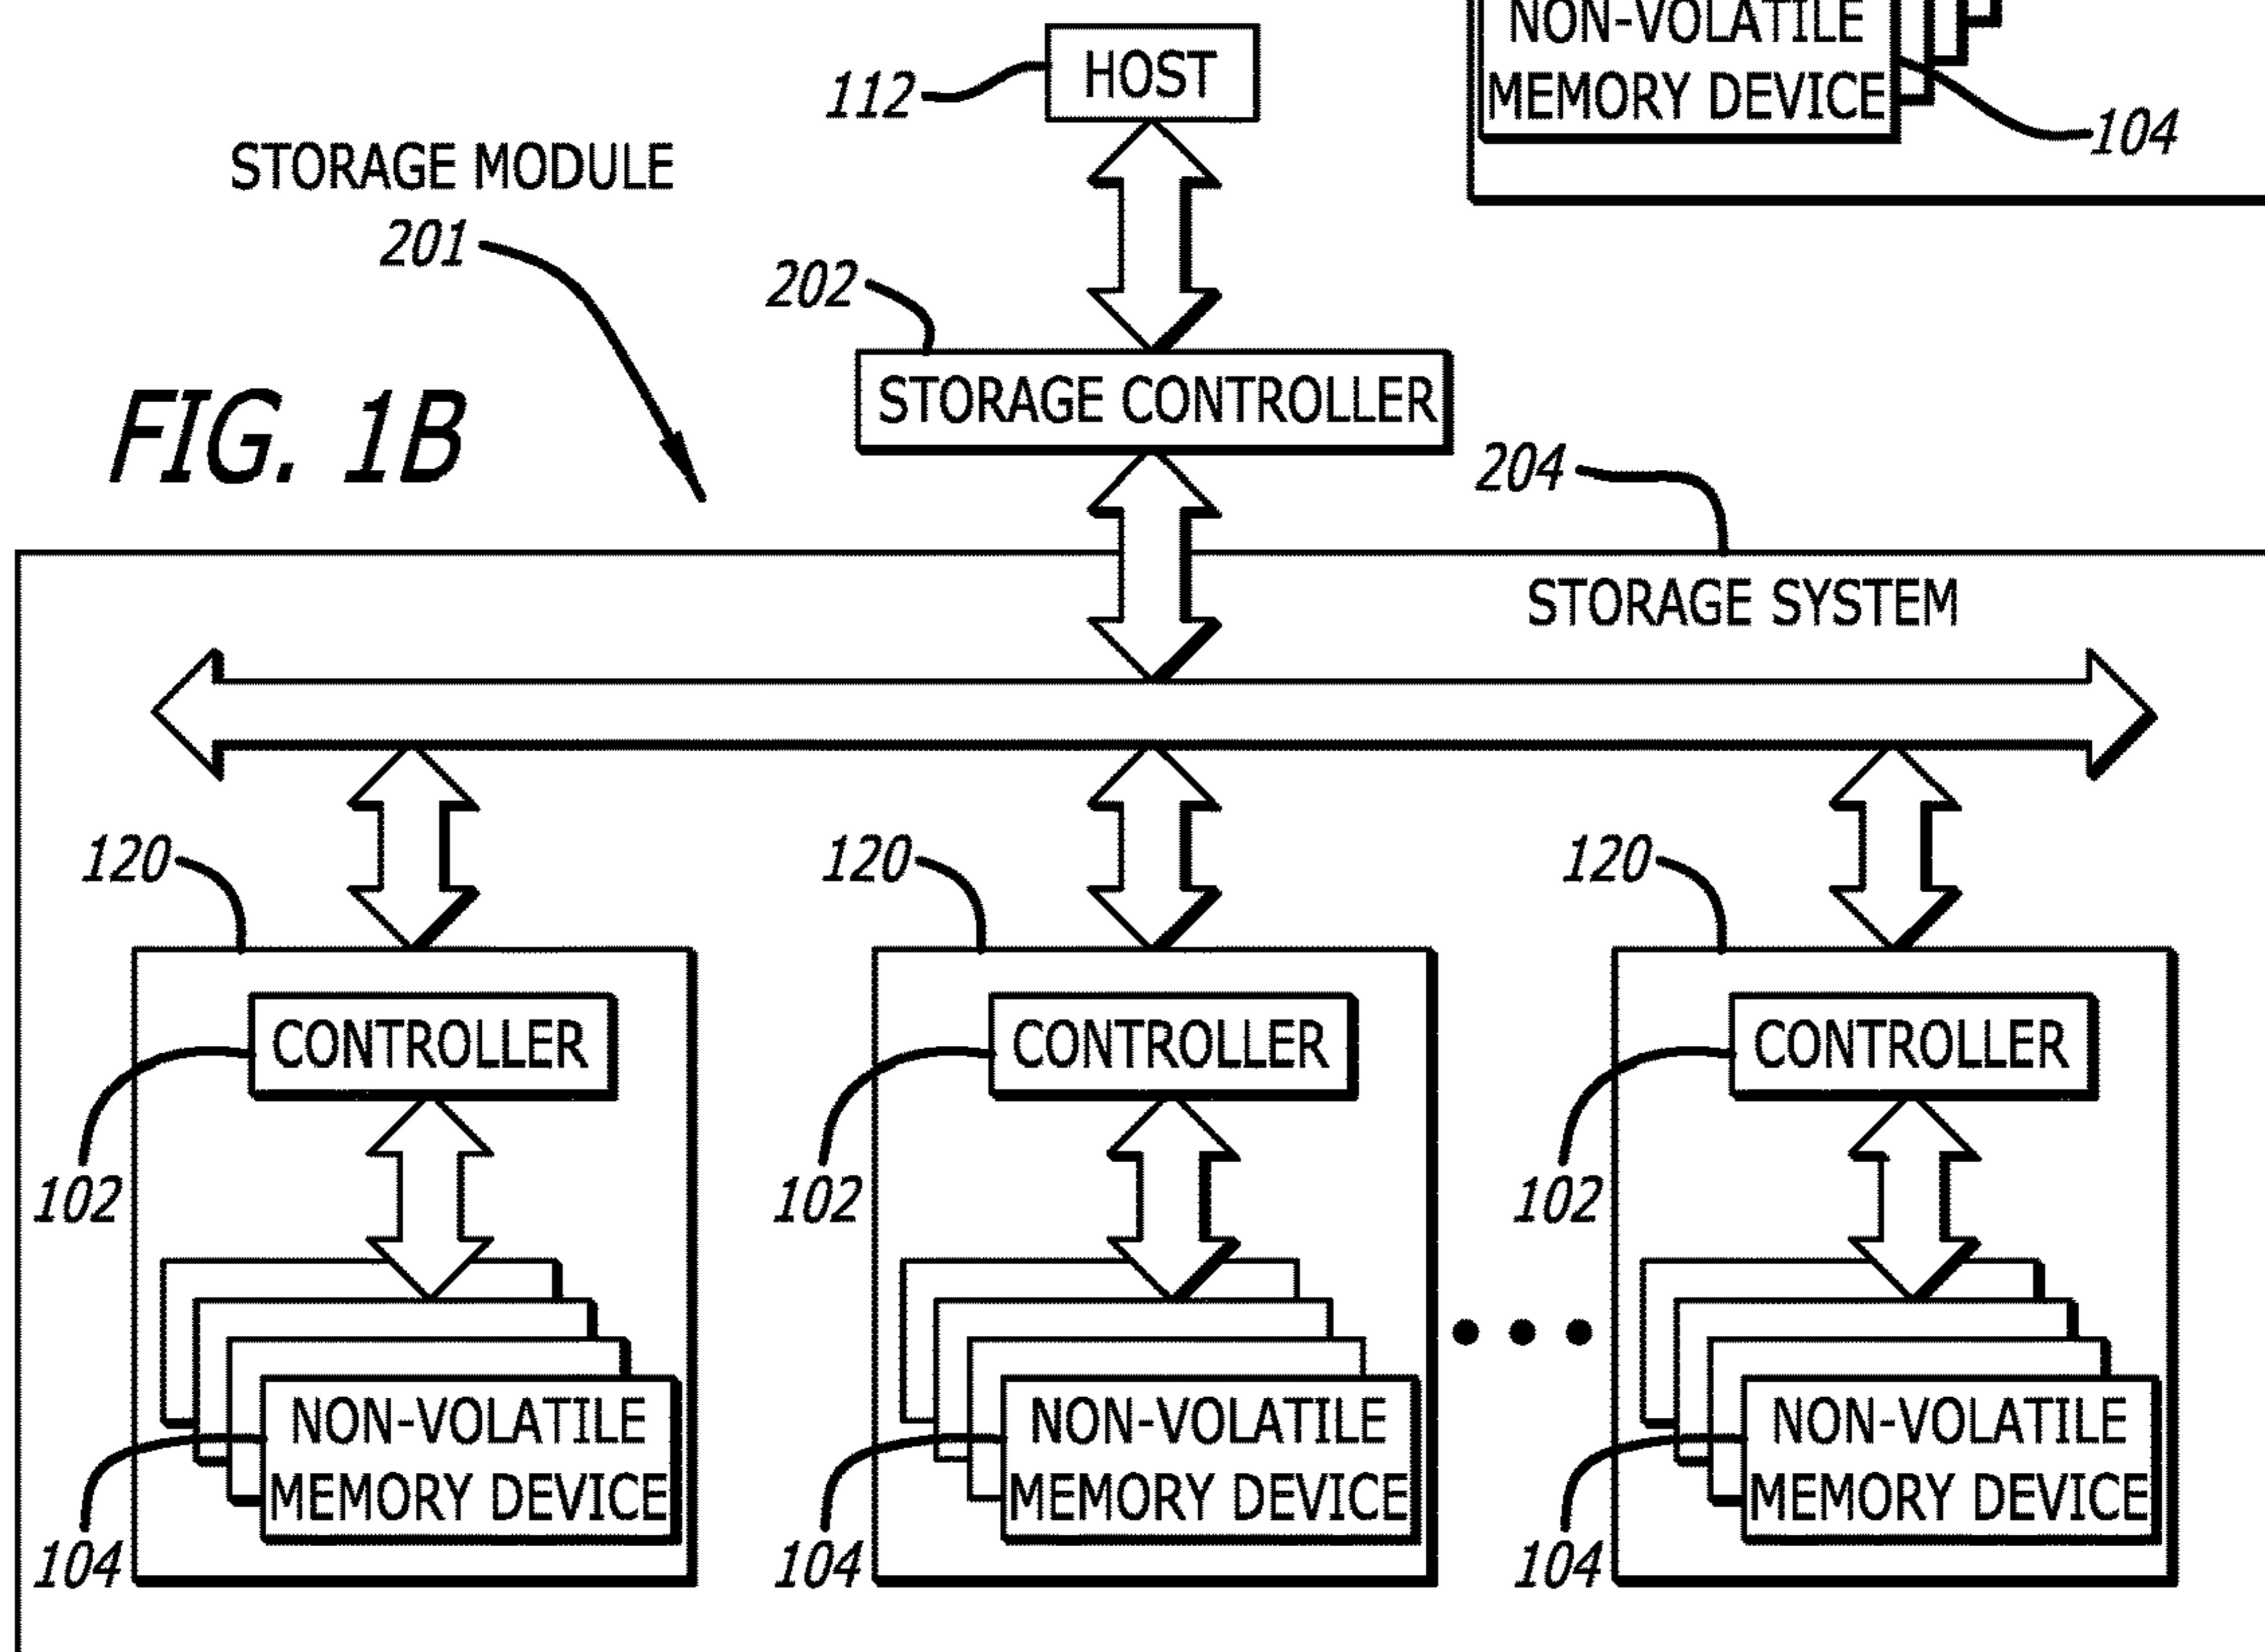 NON-VOLATILE
MEMORY DEVICE
104
HOST
112
STORAGE MODULE
201
202
STORAGE CONTROLLER
FIG. 1B
204
STORAGE SYSTEM
120
120
120
CONTROLLER
CONTROLLER
CONTROLLER
102
102
102
NON-VOLATILE
MEMORY DEVICE
NON-VOLATILE
MEMORY DEVICE
NON-VOLATILE
MEMORY DEVICE
104
104
104